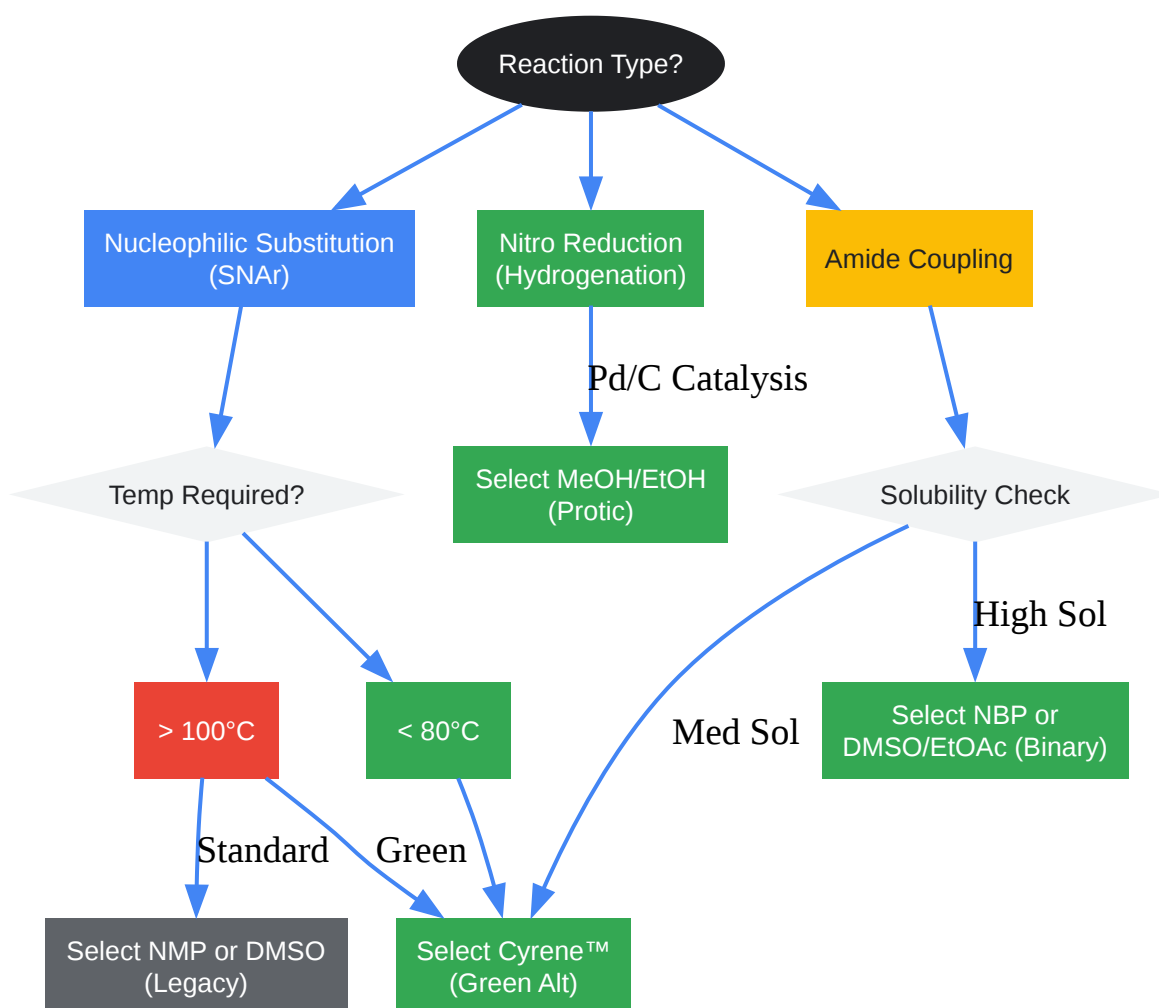 Reaction Type?
Nucleophilic Substitution
(SNAr)
Nitro Reduction
(Hydrogenation)
Amide Coupling
Pd/C Catalysis
Temp Required?
Select MeOH/EtOH
(Protic)
Solubility Check
High Sol
> 100°C
< 80°C
Med Sol
Select NBP or
DMSO/EtOAc (Binary)
Standard
Green
Select NMP or DMSO
(Legacy)
Select Cyrene™
(Green Alt)